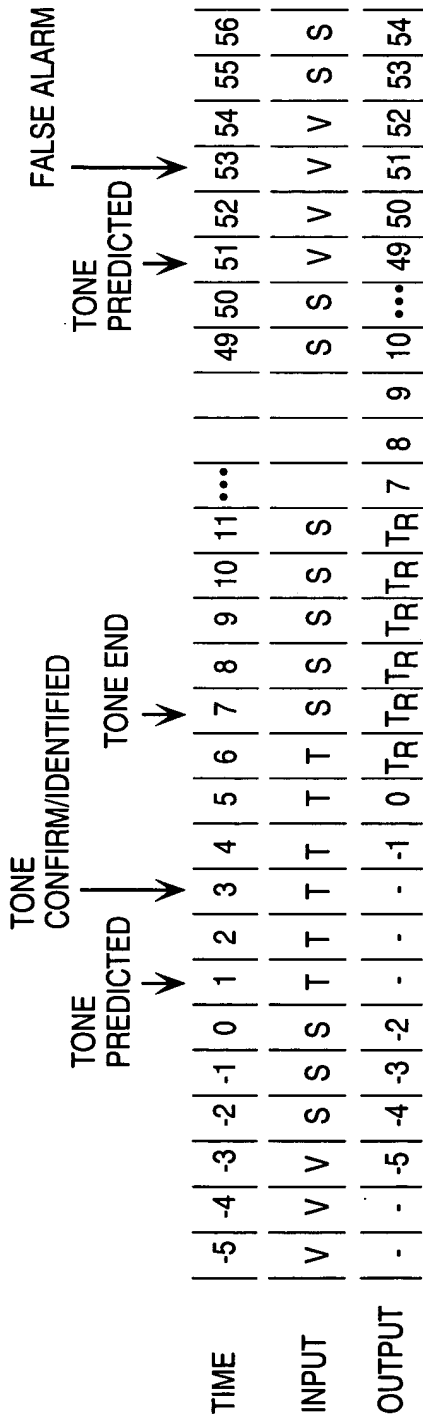 TONE PREDICTED
TONE CONFIRM/IDENTIFIED
TONE END
TONE PREDICTED
FALSE ALARM
TIME -5 -4 -3 -2 -1 0 1 2 3 4 5 6 7 8 9 10 11 ••• 49 50 51 52 53 54 55 56
INPUT V V V S S S T T T T T T S S S S S S S V V V V S S
OUTPUT - - -5 -4 -3 -2 - - - -1 0 TR TR TR TR TR TR 7 8 9 10 ••• 49 50 51 52 53 54